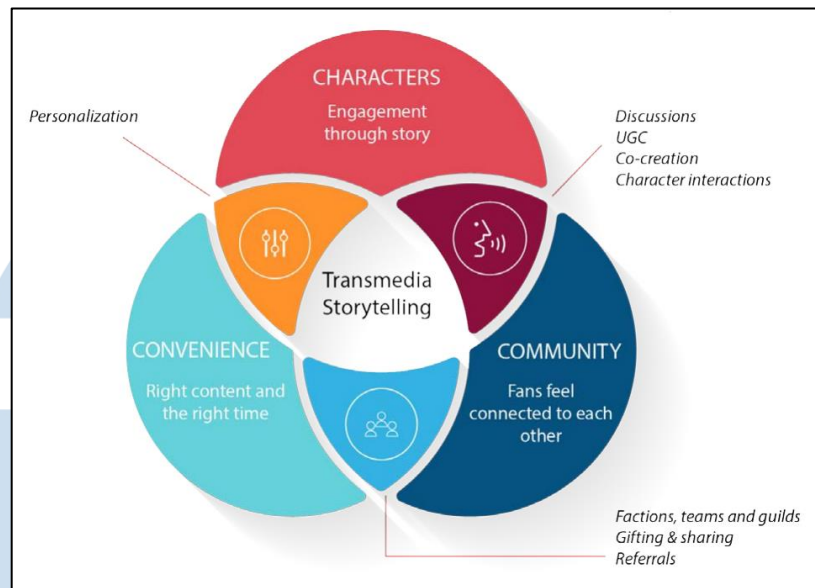 CHARACTERS
Engagement
through story
Personalization
Discussions
UGC
Co-creation
Character interactions
Transmedia
Storytelling
CONVENIENCE
Right content and
the right time
COMMUNITY
Fans feel
connected to each
other
Factions, teams and guilds
Gifting & sharing
Referrals